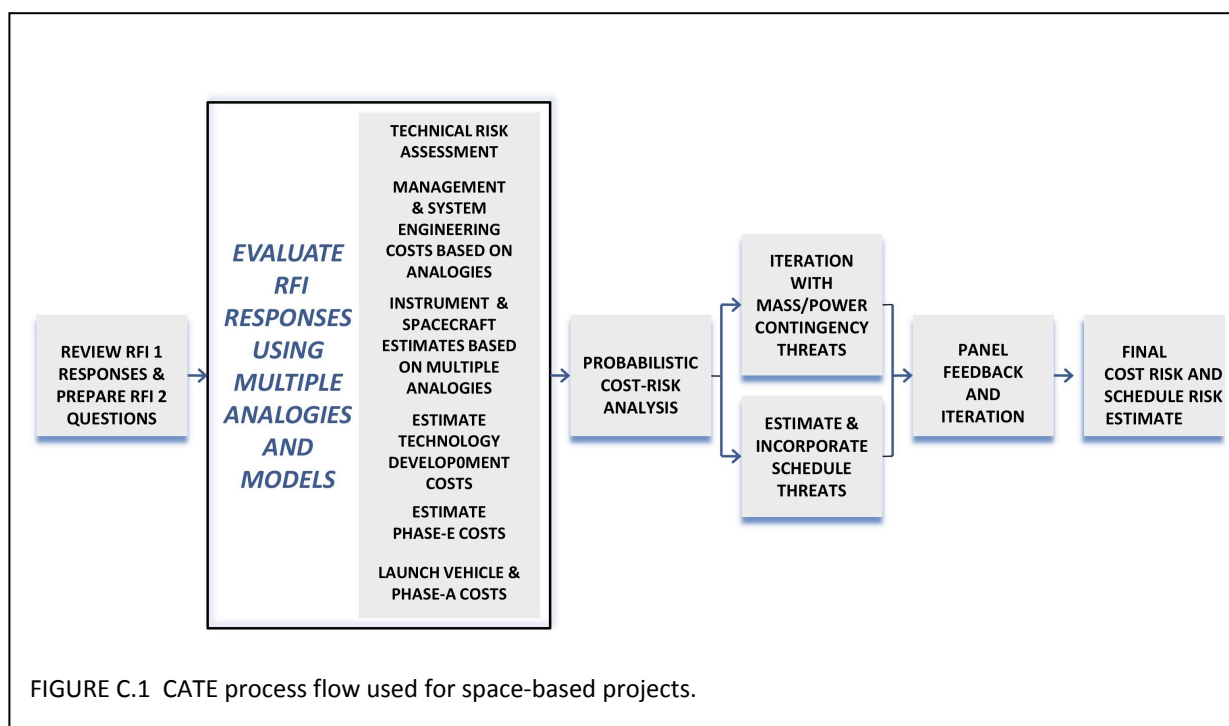 REVIEW RFI 1
RESPONSES &
PREPARE RFI 2
QUESTIONS
EVALUATE
RFI
RESPONSES
USING
MULTIPLE
ANALOGIES
AND
MODELS
TECHNICAL RISK
ASSESSMENT
MANAGEMENT
& SYSTEM
ENGINEERING
COSTS BASED ON
ANALOGIES
INSTRUMENT &
SPACECRAFT
ESTIMATES BASED
ON MULTIPLE
ANALOGIES
ESTIMATE
TECHNOLOGY
DEVELOP0MENT
COSTS
ESTIMATE
PHASE-E COSTS
LAUNCH VEHICLE &
PHASE-A COSTS
PROBABILISTIC
COST-RISK
ANALYSIS
ITERATION
WITH
MASS/POWER
CONTINGENCY
THREATS
ESTIMATE &
INCORPORATE
SCHEDULE
THREATS
PANEL
FEEDBACK
AND
ITERATION
FINAL
COST RISK AND
SCHEDULE RISK
ESTIMATE
FIGURE C.1 CATE process flow used for space-based projects.